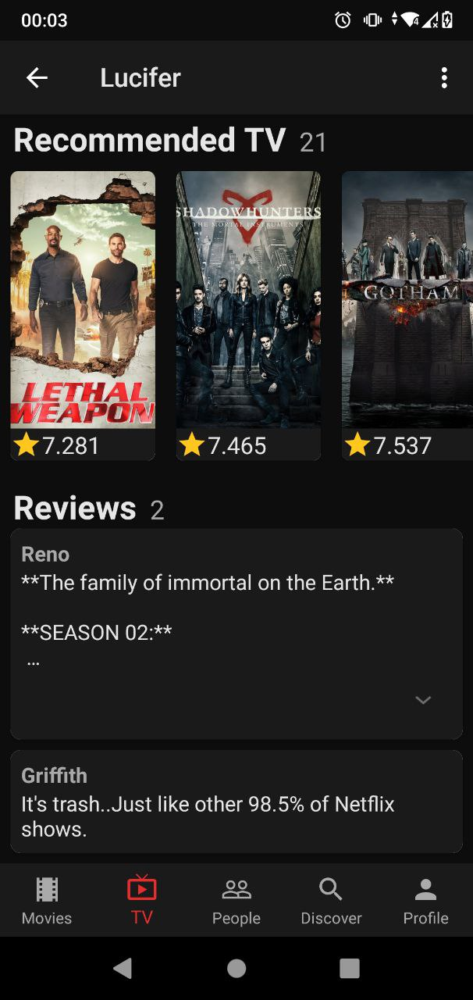 00:03
4
Lucifer
Recommended TV 21
LETHAL
WEAPON
SHADOWHUNTERS
THE MORTAL INSTRUMENTS
GOTHAM
7.281
7.465
7.537
Reviews 2
Reno
**The family of immortal on the Earth.**
**SEASON 02:**
...
Griffith
It's trash..Just like other 98.5% of Netflix
shows.
Movies
TV
People
Discover
Profile